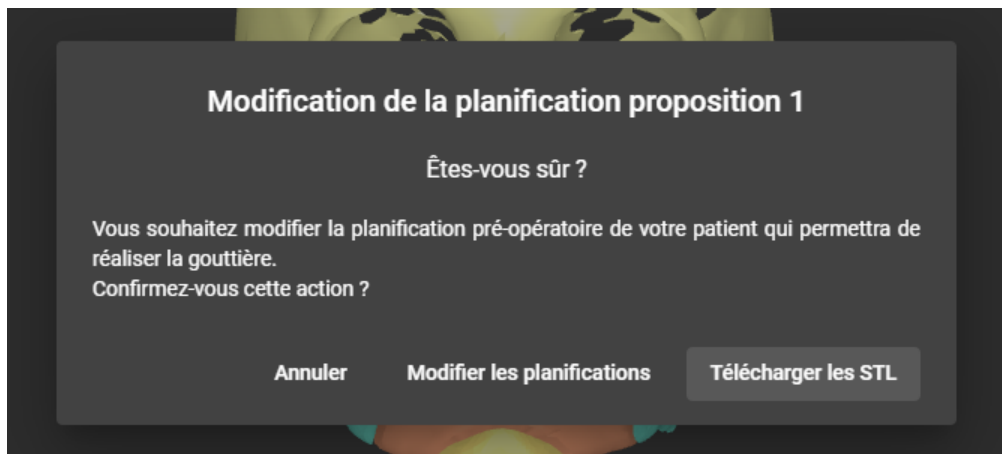 Modification de la planification proposition 1
Êtes-vous sûr ?
Vous souhaitez modifier la planification pré-opératoire de votre patient qui permettra de
réaliser la gouttière.
Confirmez-vous cette action ?
Annuler Modifier les planifications Télécharger les STL